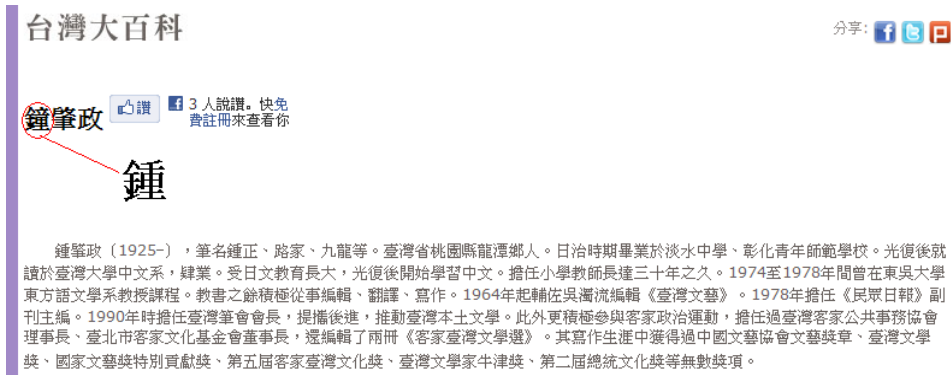 台灣大百科
分享:
鐘肇政
讚
3 人說讚。快免
費註冊來查看你
鍾
鍾肇政〔1925-〕，筆名鍾正、路家、九龍等。臺灣省桃園縣龍潭鄉人。日治時期畢業於淡水中學、彰化青年師範學校。光復後就
讀於臺灣大學中文系，肄業。受日文教育長大，光復後開始學習中文。擔任小學教師長達三十年之久。1974至1978年間曾在東吳大學
東方語文學系教授課程。教書之餘積極從事編輯、翻譯、寫作。1964年起輔佐吳濁流編輯《臺灣文藝》。1978年擔任《民眾日報》副
刊主編。1990年時擔任臺灣筆會會長，提攜後進，推動臺灣本土文學。此外更積極參與客家政治運動，擔任過臺灣客家公共事務協會
理事長、臺北市客家文化基金會董事長，還編輯了兩冊《客家臺灣文學選》。其寫作生涯中獲得過中國文藝協會文藝獎章、臺灣文學
獎、國家文藝獎特別貢獻獎、第五屆客家臺灣文化獎、臺灣文學家牛津獎、第二屆總統文化獎等無數獎項。